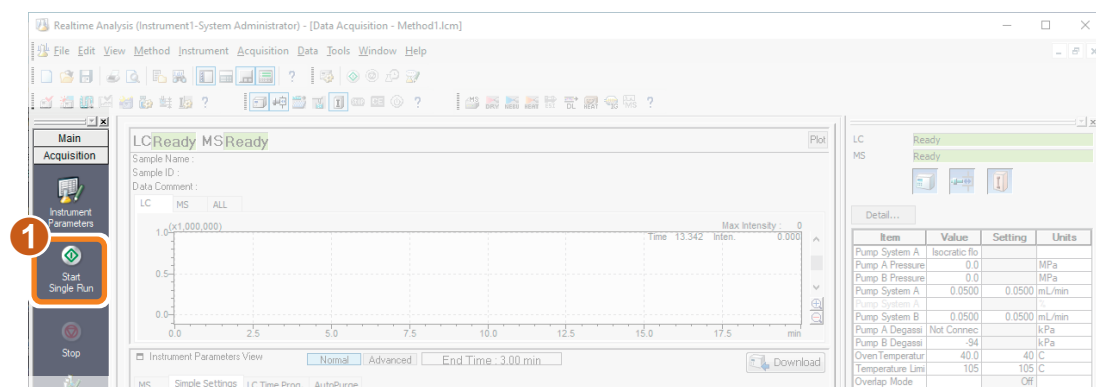 Realtime Analysis (Instrument1-System Administrator) - [Data Acquisition - Method1.lcm]
File Edit View Method Instrument Acquisition Data Tools Window Help
Main
Acquisition
Instrument
Parameters
1
Start
Single Run
Stop
LC Ready MS Ready
Plot
Sample Name :
Sample ID :
Data Comment :
LC MS ALL
(x1,000,000)
Max Intensity : 0
Time 13.342 Inten. 0.000
1.0
0.5
0.0
0.0 2.5 5.0 7.5 10.0 12.5 15.0 17.5 min
Instrument Parameters View Normal Advanced End Time : 3.00 min Download
MS Simple Settings LC Time Prog. AutoPurge
LC Ready
MS Ready
Detail...
Item Value Setting Units
Pump System A Isocratic flo
Pump A Pressure 0.0 MPa
Pump B Pressure 0.0 MPa
Pump System A 0.0500 0.0500 mL/min
Pump System A %
Pump System B 0.0500 0.0500 mL/min
Pump A Degassi Not Connec kPa
Pump B Degassi -94 kPa
Oven Temperatur 40.0 40 C
Temperature Limi 105 105 C
Overlap Mode Off